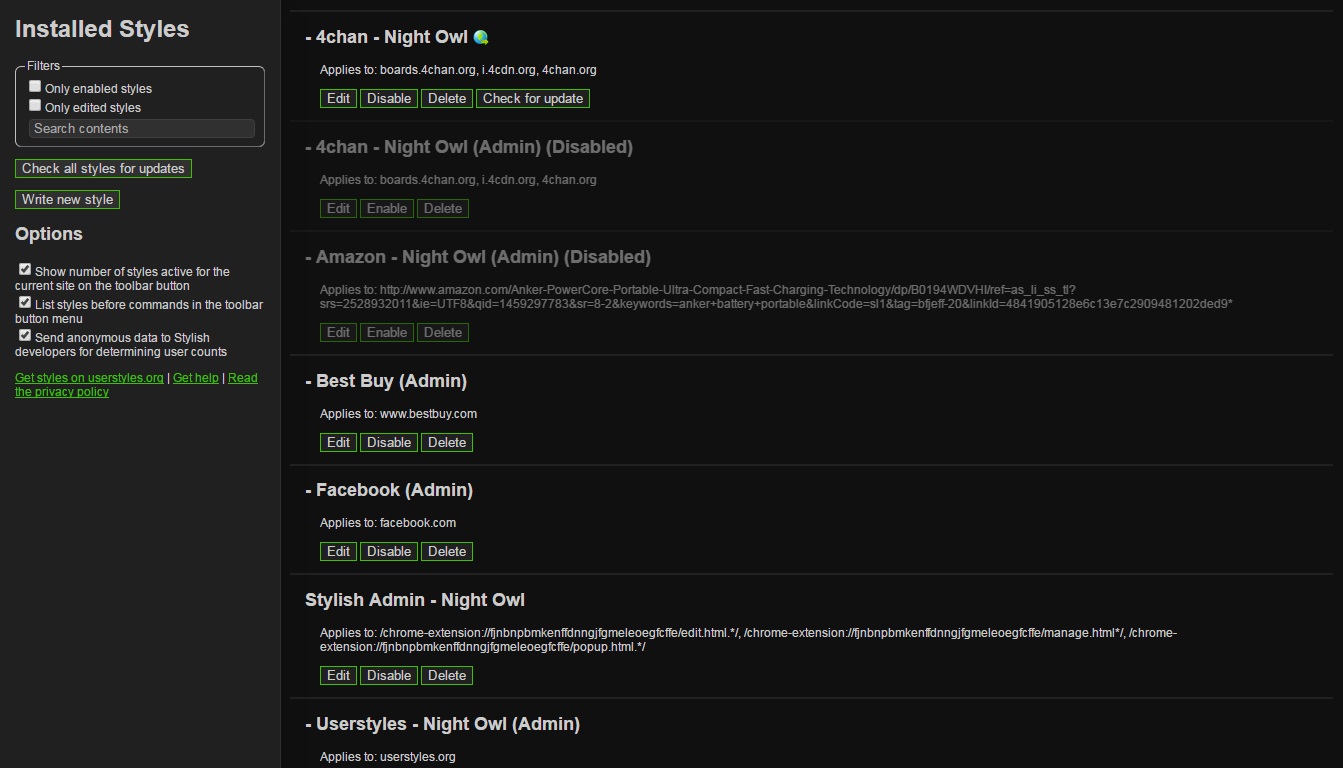 Installed Styles
Filters
Only enabled styles
Only edited styles
Search contents
Check all styles for updates
Write new style
Options
Show number of styles active for the
current site on the toolbar button
List styles before commands in the toolbar
button menu
Send anonymous data to Stylish
developers for determining user counts
Get styles on userstyles.org | Get help | Read
the privacy policy
- 4chan - Night Owl
Applies to: boards.4chan.org, i.4cdn.org, 4chan.org
Edit Disable Delete Check for update
- 4chan - Night Owl (Admin) (Disabled)
Applies to: boards.4chan.org, i.4cdn.org, 4chan.org
Edit Enable Delete
- Amazon - Night Owl (Admin) (Disabled)
Applies to: http://www.amazon.com/Anker-PowerCore-Portable-Ultra-Compact-Fast-Charging-Technology/dp/B0194WDVHI/ref=as_li_ss_tl?
srs=2528932011&ie=UTF8&qid=1459297783&sr=8-2&keywords=anker+battery+portable&linkCode=sl1&tag=bfjeff-20&linkId=4841905128e6c13e7c2909481202ded9*
Edit Enable Delete
- Best Buy (Admin)
Applies to: www.bestbuy.com
Edit Disable Delete
- Facebook (Admin)
Applies to: facebook.com
Edit Disable Delete
Stylish Admin - Night Owl
Applies to: /chrome-extension://fjnbnpbmkenffdnngjfgmeleoegfcffe/edit.html.*/, /chrome-extension://fjnbnpbmkenffdnngjfgmeleoegfcffe/manage.html*/, /chrome-
extension://fjnbnpbmkenffdnngjfgmeleoegfcffe/popup.html.*/
Edit Disable Delete
- Userstyles - Night Owl (Admin)
Applies to: userstyles.org